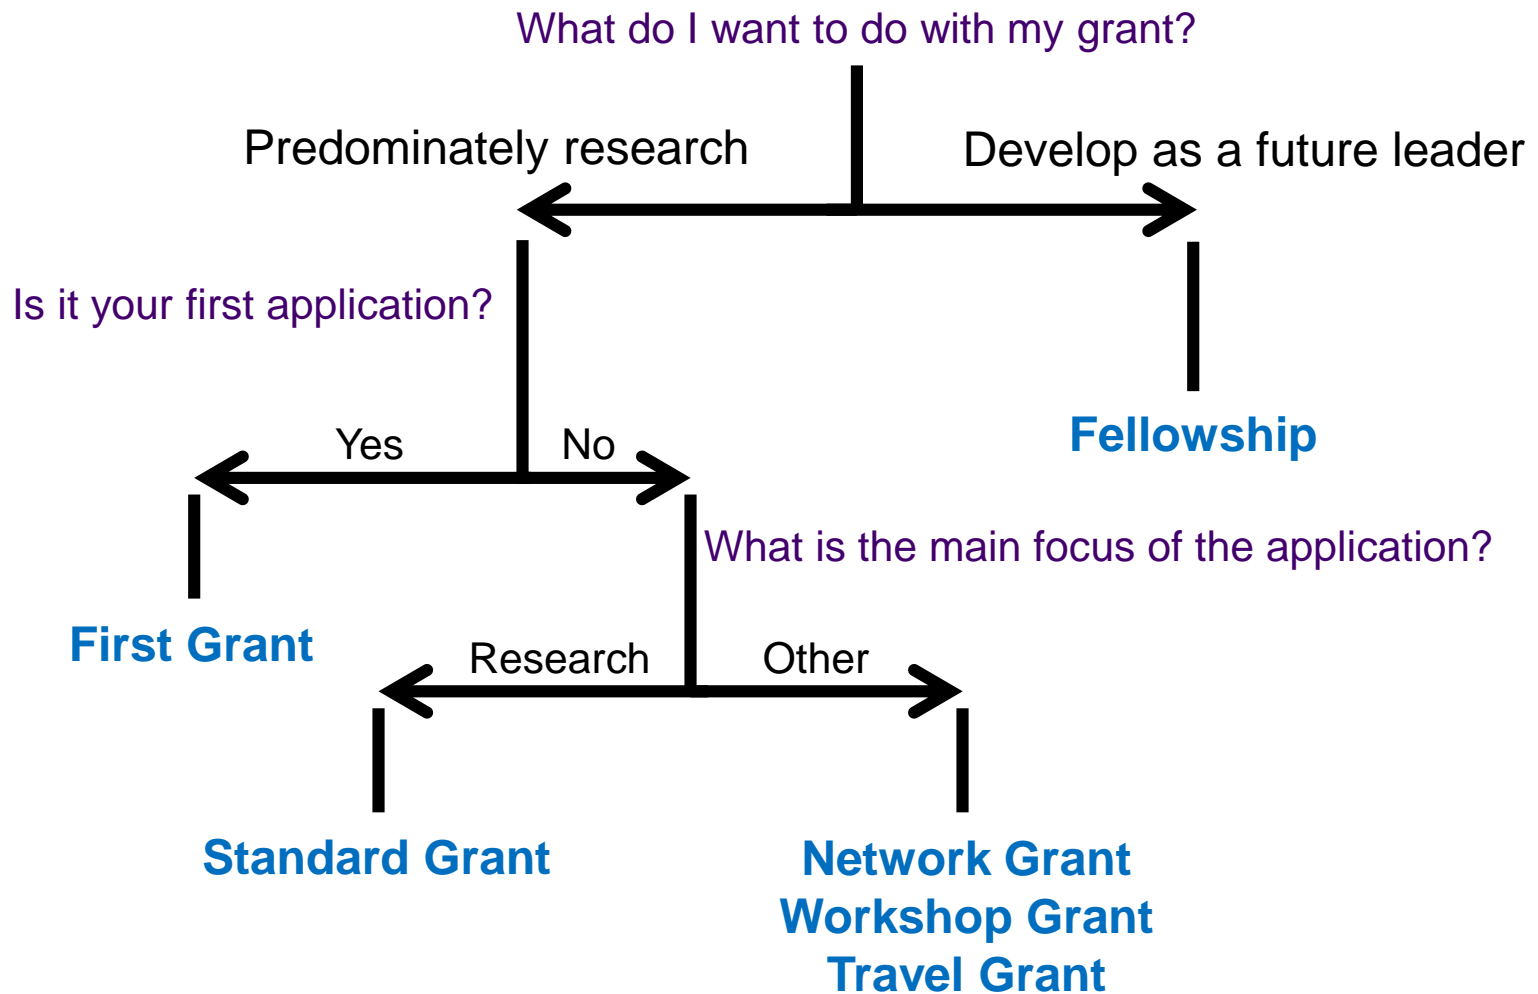 What do I want to do with my grant?
Predominately research
Develop as a future leader
Is it your first application?
Yes
No
Fellowship
What is the main focus of the application?
First Grant
Research
Other
Standard Grant
Network Grant
Workshop Grant
Travel Grant